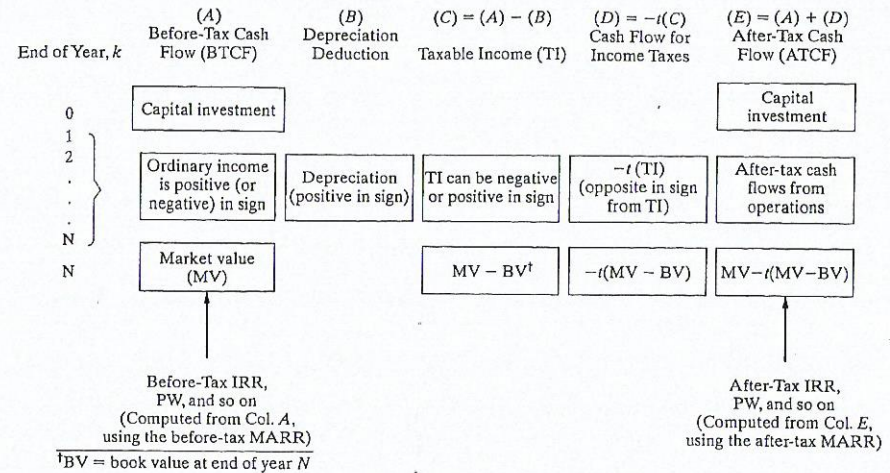 (A)
Before-Tax Cash
Flow (BTCF)
(B)
Depreciation
Deduction
(C) = (A) − (B)
Taxable Income (TI)
(D) = −t(C)
Cash Flow for
Income Taxes
(E) = (A) + (D)
After-Tax Cash
Flow (ATCF)
End of Year, k
0
Capital investment
Capital
investment
1
2
.
.
.
N
Ordinary income
is positive (or
negative) in sign
Depreciation
(positive in sign)
TI can be negative
or positive in sign
−t (TI)
(opposite in sign
from TI)
After-tax cash
flows from
operations
N
Market value
(MV)
MV − BV†
−t(MV − BV)
MV−t(MV−BV)
Before-Tax IRR,
PW, and so on
(Computed from Col. A,
using the before-tax MARR)
After-Tax IRR,
PW, and so on
(Computed from Col. E,
using the after-tax MARR)
†BV = book value at end of year N